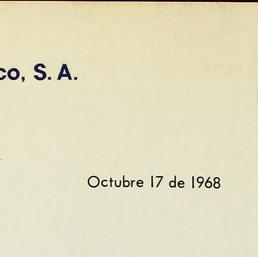 co, S. A.
Octubre 17 de 1968